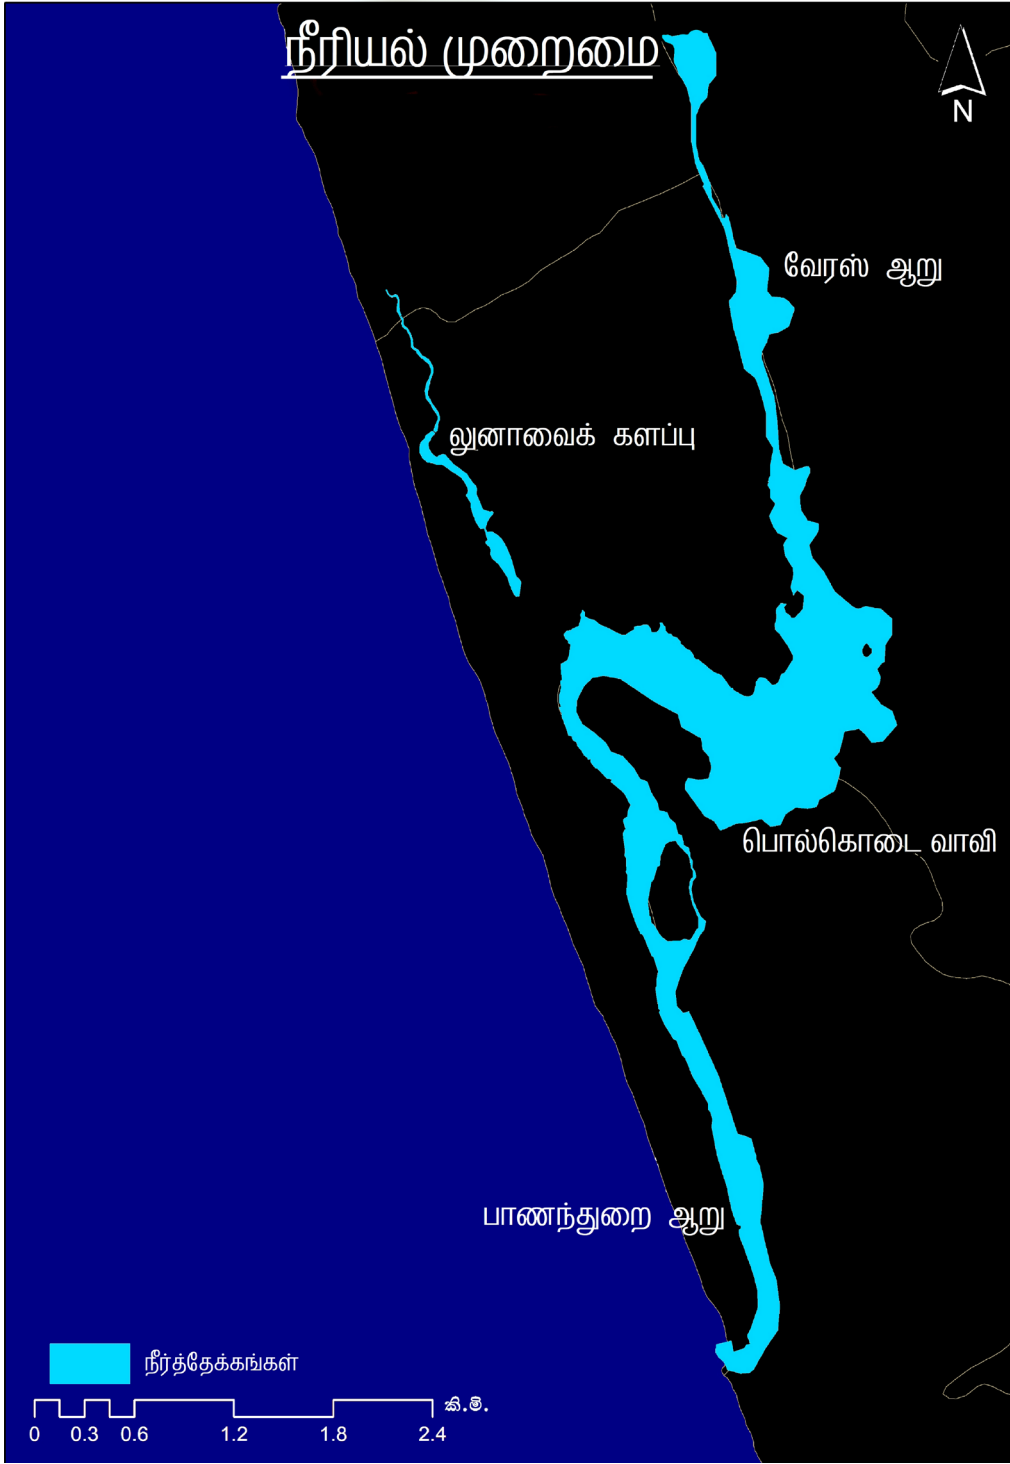 நீரியல் முறைமை
N
வேரஸ் ஆறு
லுனாவைக் களப்பு
பொல்கொடை வாவி
பாணந்துறை ஆறு
நீர்த்தேக்கங்கள்
கி.மி.
0 0.3 0.6 1.2 1.8 2.4